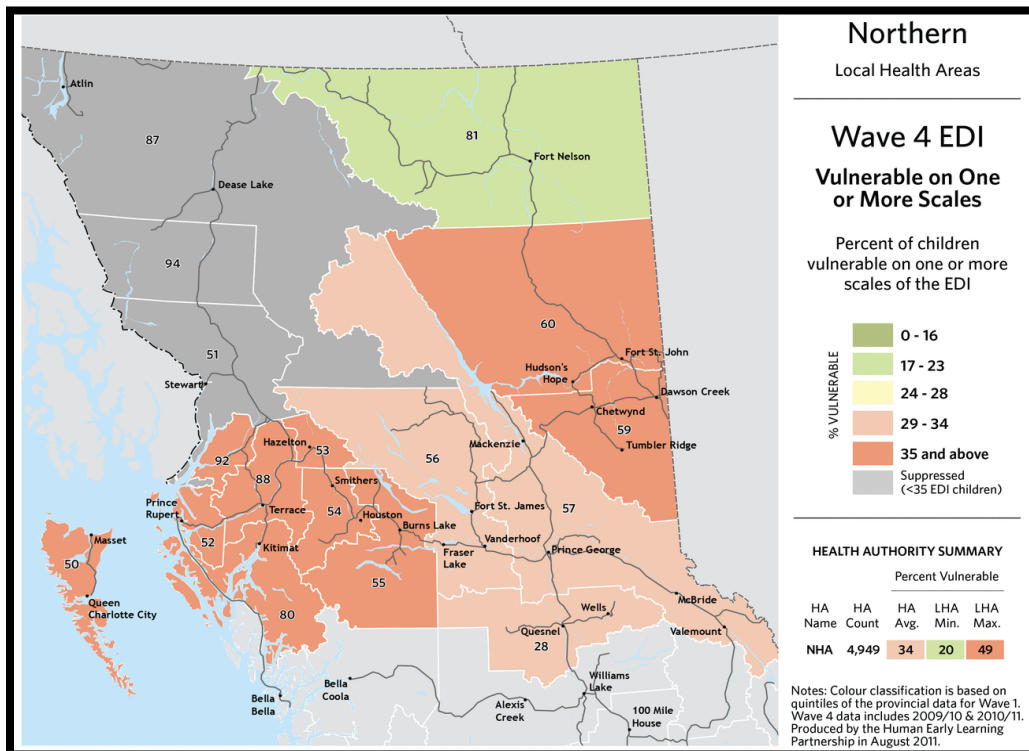 Northern
Local Health Areas
Wave 4 EDI
Vulnerable on One
or More Scales
Percent of children
vulnerable on one or more
scales of the EDI
% VULNERABLE
0 - 16
17 - 23
24 - 28
29 - 34
35 and above
Suppressed
(<35 EDI children)
HEALTH AUTHORITY SUMMARY
Percent Vulnerable
HA HA HA LHA LHA
Name Count Avg. Min. Max.
NHA 4,949 34 20 49
Notes: Colour classification is based on
quintiles of the provincial data for Wave 1.
Wave 4 data includes 2009/10 & 2010/11.
Produced by the Human Early Learning
Partnership in August 2011.
Atlin
87
81
Fort Nelson
Dease Lake
94
51
60
Stewart
Fort St. John
Hudson's
Hope
Dawson Creek
Chetwynd
59
Tumbler Ridge
Hazelton
53
Mackenzie
92
56
88
Smithers
Prince
Rupert
Terrace
54
Houston
Fort St. James
57
Burns Lake
Masset
52
Kitimat
Fraser
Lake
Vanderhoof
Prince George
50
55
Queen
Charlotte City
80
Wells
McBride
Quesnel
28
Valemount
Bella
Coola
Williams
Lake
Bella
Bella
Alexis
Creek
100 Mile
House